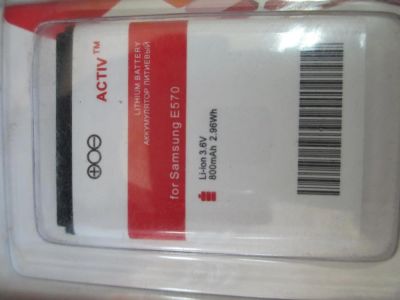 ACTIV™
LITHIUM BATTERY
АККУМУЛЯТОР ЛИТИЕВЫЙ
for Samsung E570
Li-ion 3.6V
800mAh 2.96Wh